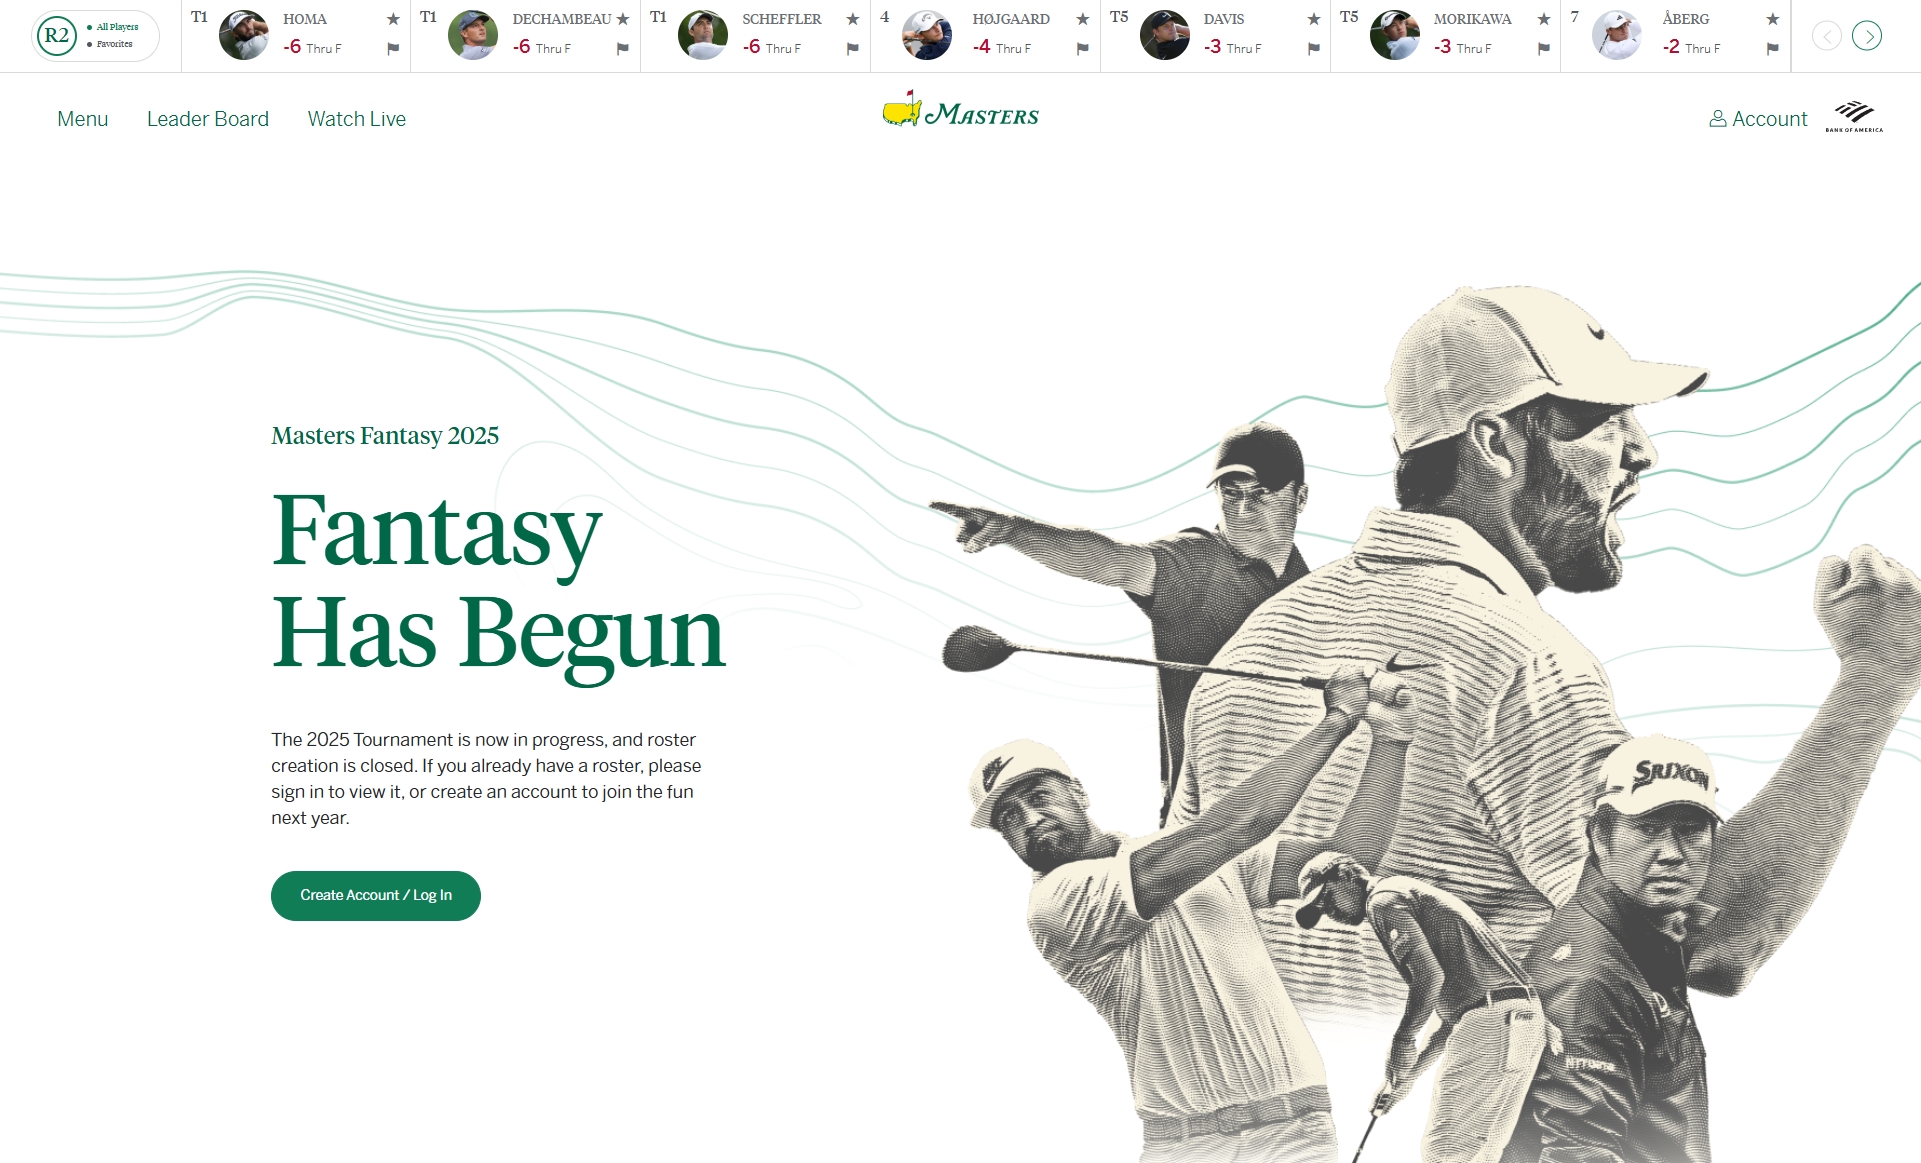 R2
All Players
Favorites
T1 HOMA
-6 Thru F
T1 DECHAMBEAU
-6 Thru F
T1 SCHEFFLER
-6 Thru F
4 HØJGAARD
-4 Thru F
T5 DAVIS
-3 Thru F
T5 MORIKAWA
-3 Thru F
7 ÅBERG
-2 Thru F
Menu Leader Board Watch Live
MASTERS
Account
BANK OF AMERICA
Masters Fantasy 2025
Fantasy
Has Begun
The 2025 Tournament is now in progress, and roster
creation is closed. If you already have a roster, please
sign in to view it, or create an account to join the fun
next year.
Create Account / Log In
SRIXON